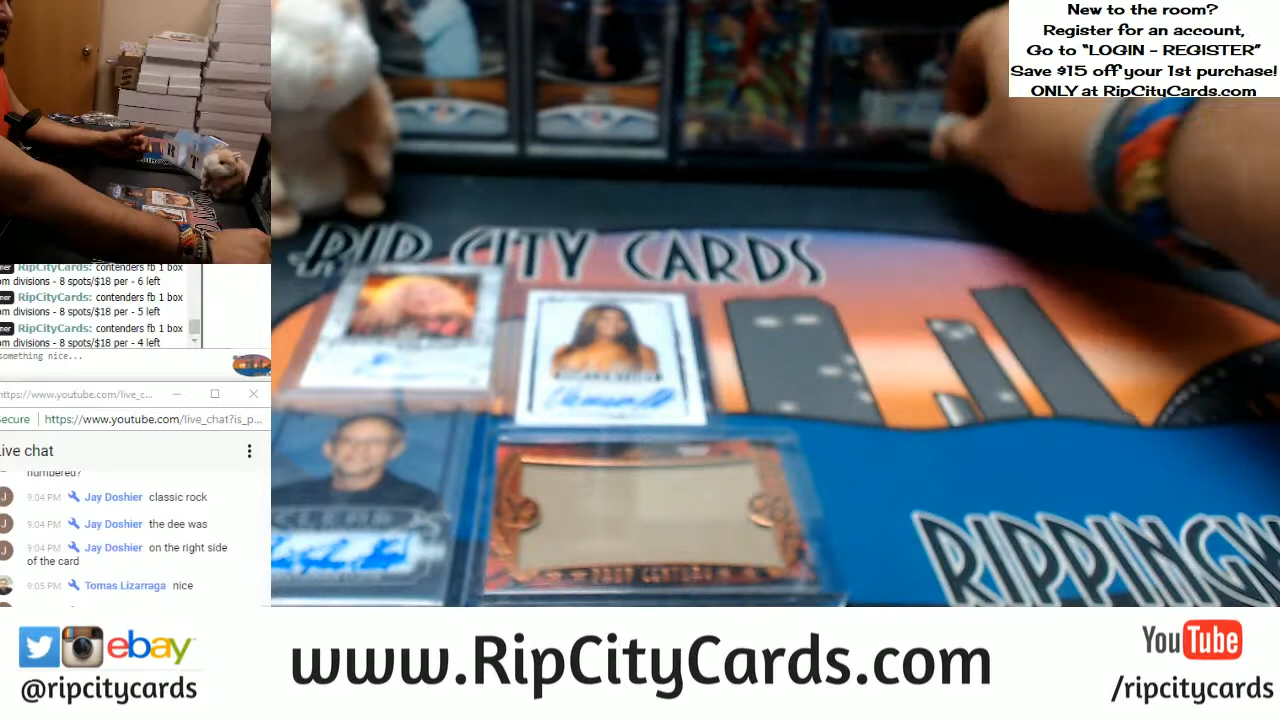 New to the room?
Register for an account,
Go to “LOGIN – REGISTER”
Save $15 off your 1st purchase!
ONLY at RipCityCards.com
RIP CITY CARDS
RipCityCards: contenders fb 1 box
om divisions - 8 spots/$18 per - 6 left
RipCityCards: contenders fb 1 box
om divisions - 8 spots/$18 per - 5 left
mer RipCityCards: contenders fb 1 box
om divisions - 8 spots/$18 per - 4 left
something nice...
https://www.youtube.com/live_c...
Secure https://www.youtube.com/live_chat?is_p...
Live chat
numbered?
J 9:04 PM Jay Doshier classic rock
J 9:04 PM Jay Doshier the dee was
J 9:04 PM Jay Doshier on the right side
of the card
9:05 PM Tomas Lizarraga nice
RIPPINGW
ebay
@ripcitycards
www.RipCityCards.com
YouTube
/ripcitycards